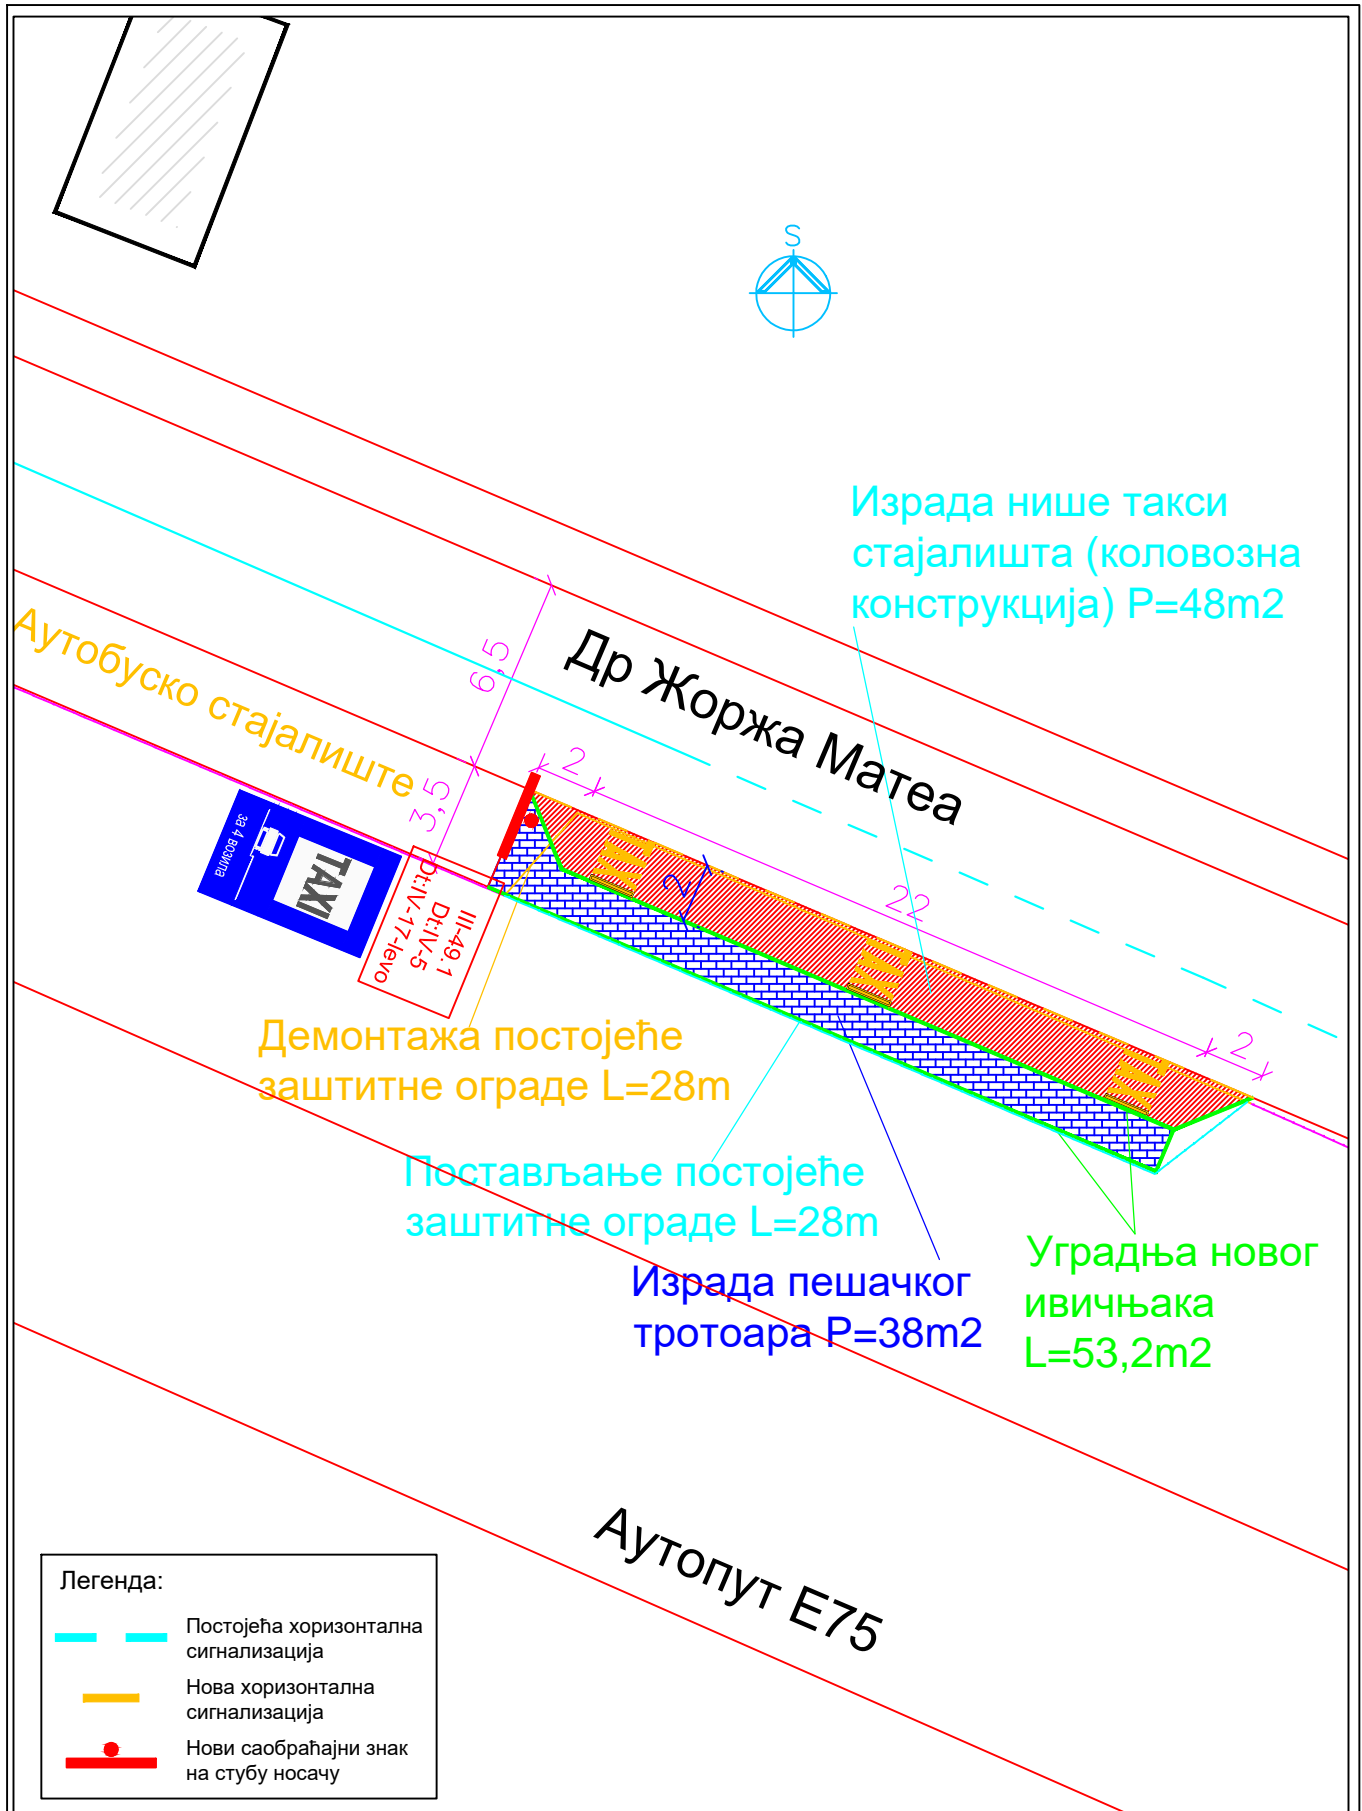 S
Израда нише такси
стајалишта (коловозна
конструкција) P=48m2
Др Жоржа Матеа
6,5
Аутобуско стајалиште
3,5
2
22
2
2
за 4 возила
TAXI
III-49.1
Dt:IV-5
Dt:IV-17-levo
TAXI
TAXI
TAXI
Демонтажа постојеће
заштитне ограде L=28m
Постављање постојеће
заштитне ограде L=28m
Израда пешачког
тротоара P=38m2
Уградња новог
ивичњака
L=53,2m2
Аутопут Е75
Легенда:
Постојећа хоризонтална
сигнализација
Нова хоризонтална
сигнализација
Нови саобраћајни знак
на стубу носачу